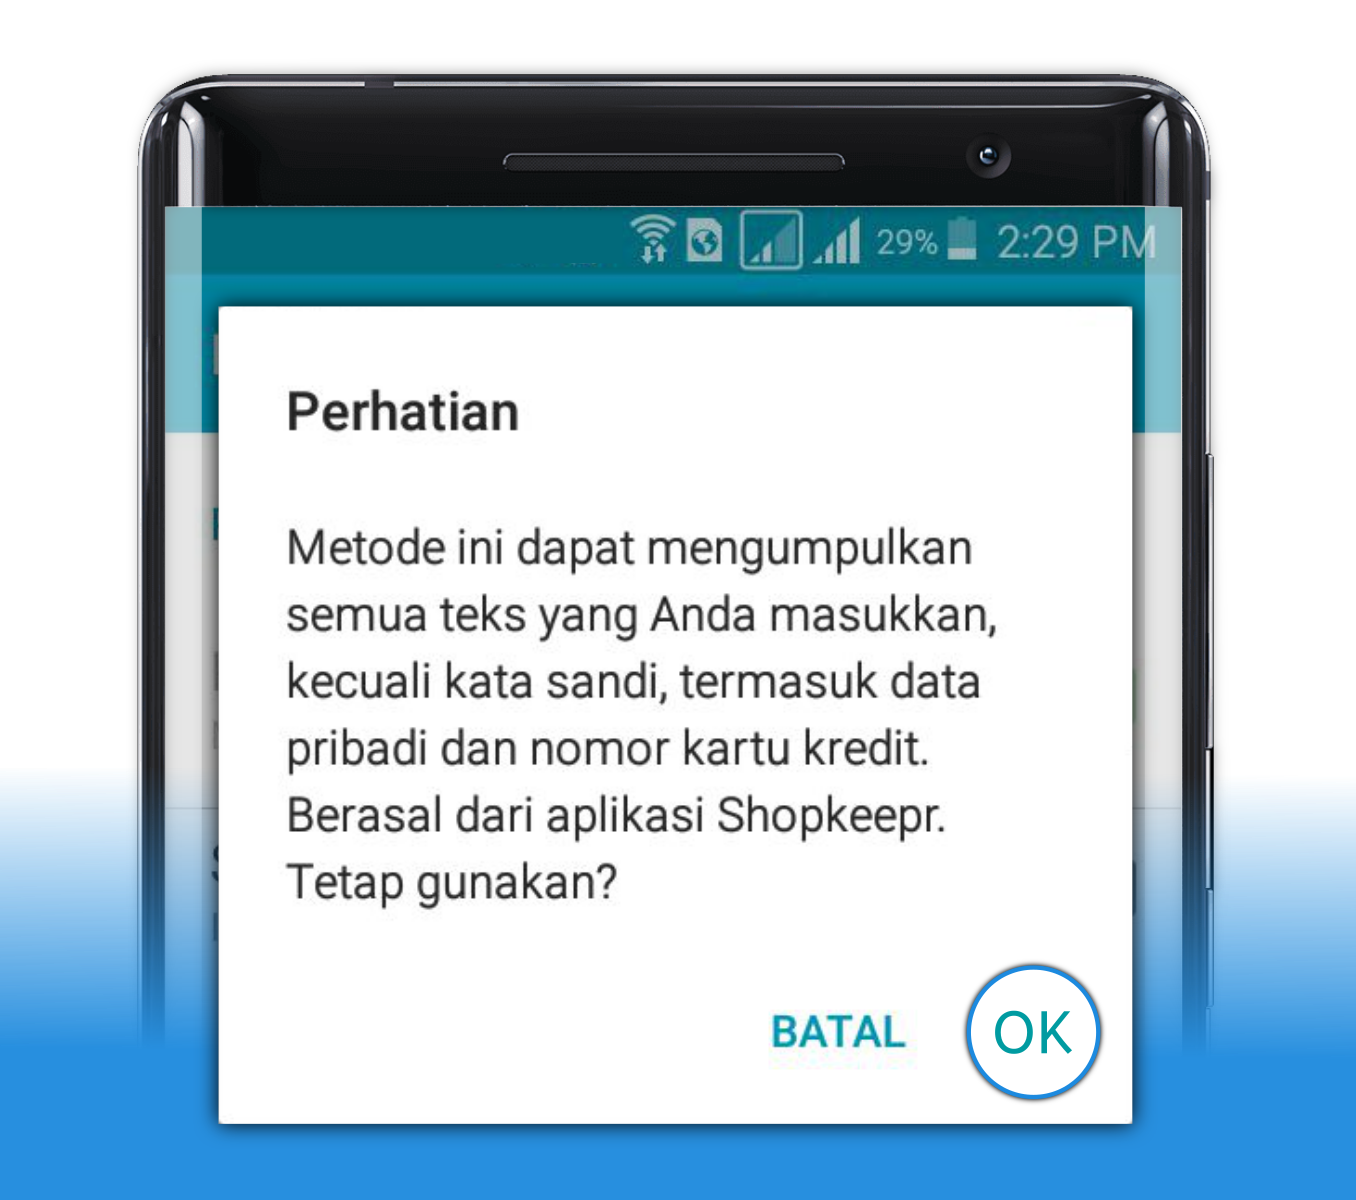 29% 2:29 PM
Perhatian
Metode ini dapat mengumpulkan
semua teks yang Anda masukkan,
kecuali kata sandi, termasuk data
pribadi dan nomor kartu kredit.
Berasal dari aplikasi Shopkeepr.
Tetap gunakan?
BATAL OK